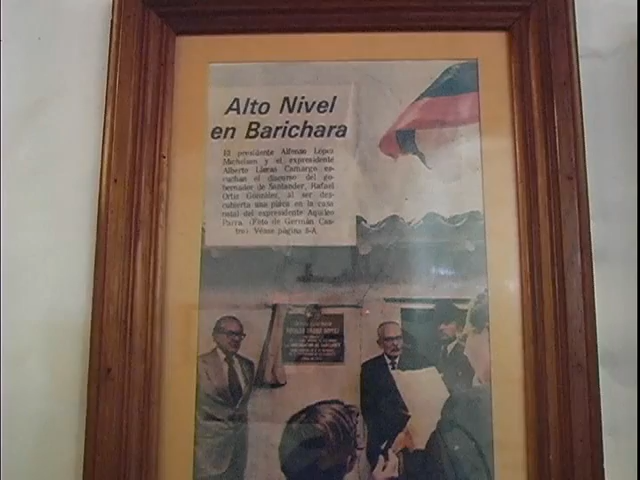 Alto Nivel
en Barichara
El presidente Alfonso López
Michelsen y el expresidente
Alberto Lleras Camargo es-
cuchan el discurso del go-
bernador de Santander, Rafael
Ortiz González, al ser des-
cubierta una placa en la casa
natal del expresidente Aquileo
Parra. (Foto de Germán Cas-
tro). Véase página 5-A.